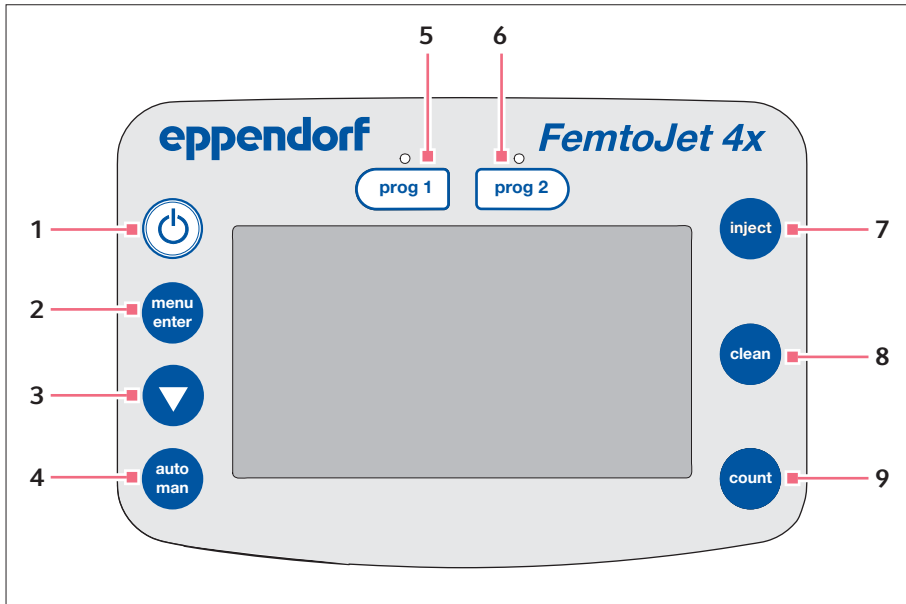 5 6
eppendorf FemtoJet 4x
prog 1 prog 2
1
inject 7
2 menu
enter
clean 8
3
4 auto
man
count 9